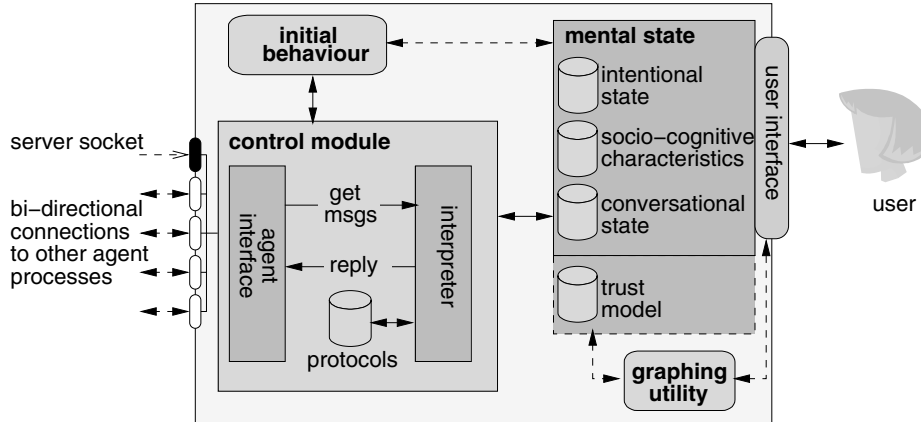 initial
behaviour
mental state
intentional
state
socio-cognitive
characteristics
conversational
state
trust
model
user interface
user
server socket
bi-directional
connections
to other agent
processes
control module
agent
interface
get
msgs
reply
interpreter
protocols
graphing
utility